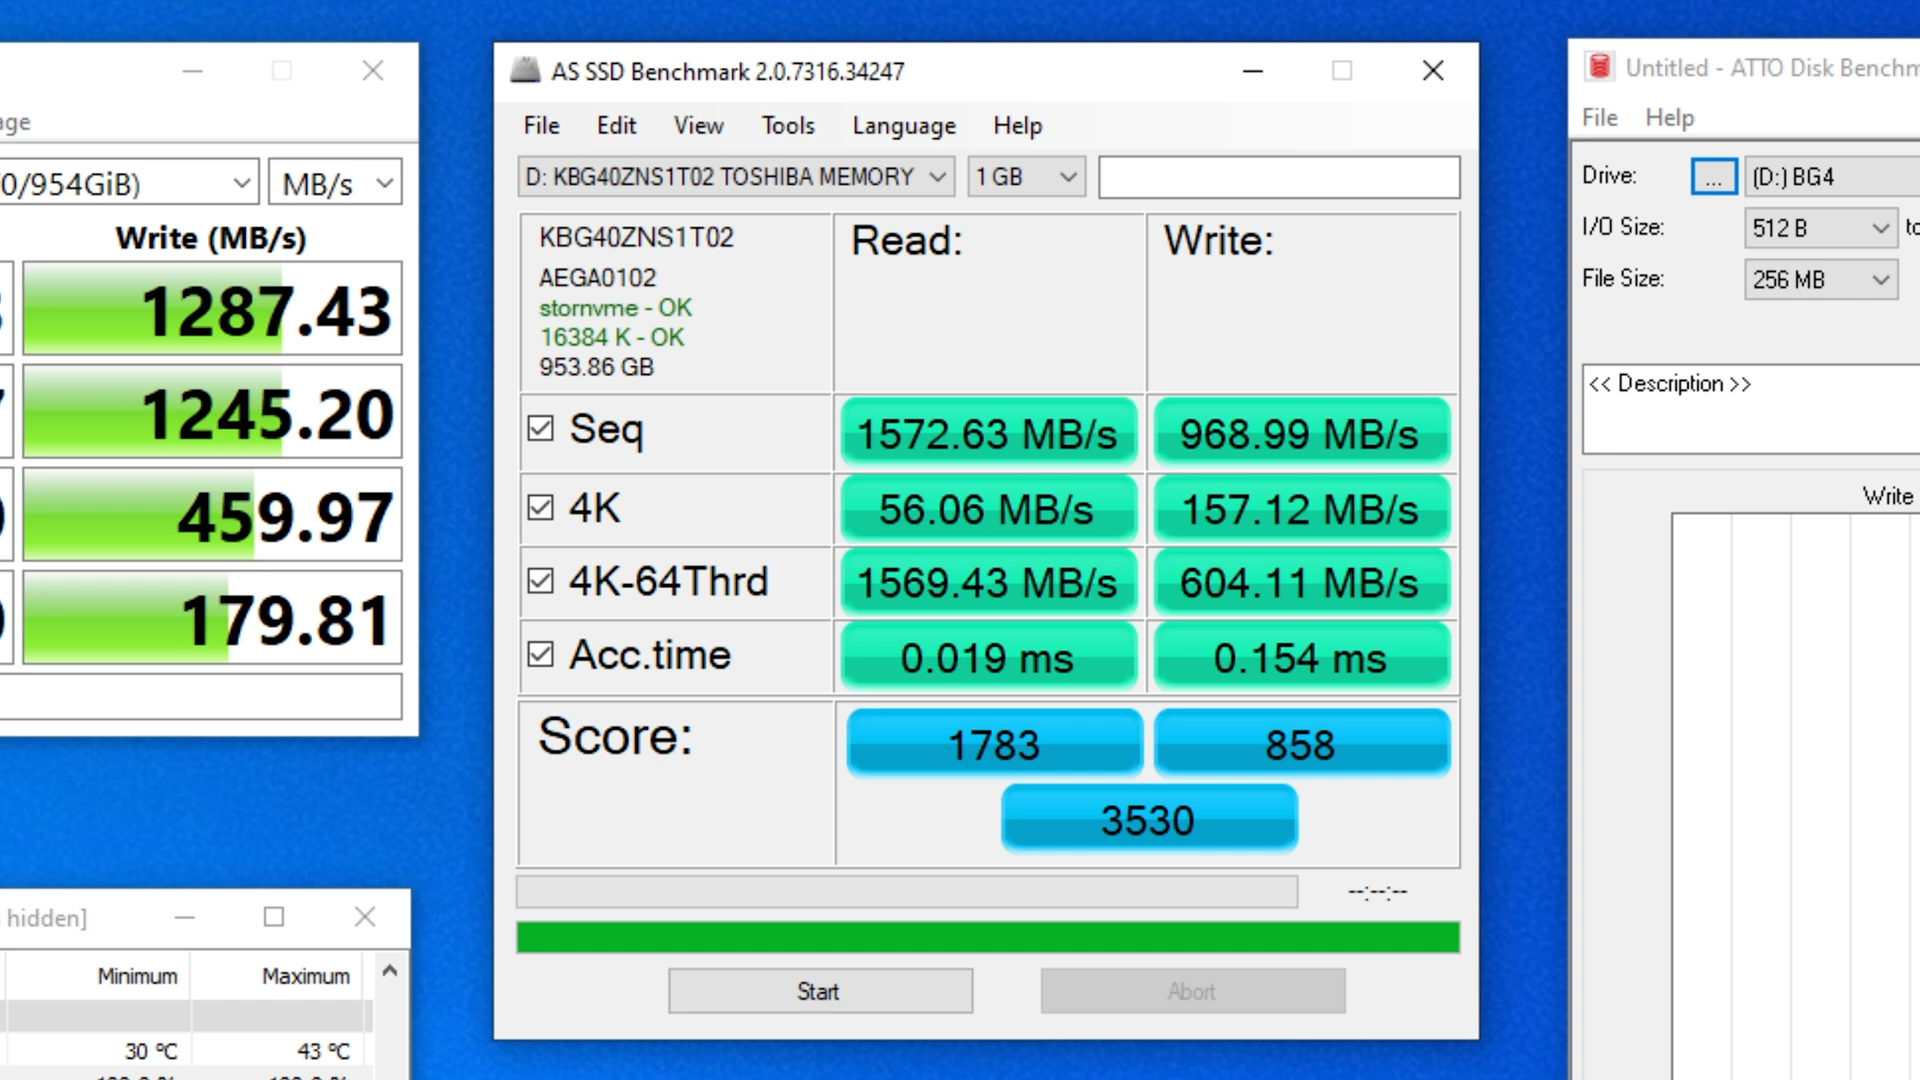 age
0/954GiB)
MB/s
Write (MB/s)
1287.43
1245.20
459.97
179.81
hidden]
Minimum Maximum
30 ºC 43 ºC
AS SSD Benchmark 2.0.7316.34247
File Edit View Tools Language Help
D: KBG40ZNS1T02 TOSHIBA MEMORY 1 GB
KBG40ZNS1T02
AEGA0102
stornvme - OK
16384 K - OK
953.86 GB
Read: Write:
Seq 1572.63 MB/s 968.99 MB/s
4K 56.06 MB/s 157.12 MB/s
4K-64Thrd 1569.43 MB/s 604.11 MB/s
Acc.time 0.019 ms 0.154 ms
Score: 1783 858
3530
--:--:--
Start Abort
Untitled - ATTO Disk Benchm
File Help
Drive: ... (D:) BG4
I/O Size: 512 B to
File Size: 256 MB
<< Description >>
Write